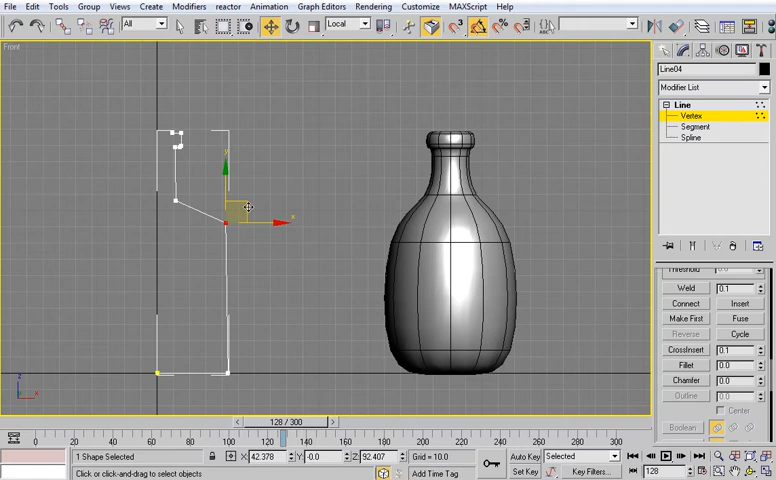 File Edit Tools Group Views Create Modifiers reactor Animation Graph Editors Rendering Customize MAXScript Help
All Local
Front
Line04
Modifier List
Line
Vertex
Segment
Spline
y
x
z
x
Weld 0.1
Connect Insert
Make First Fuse
Reverse Cycle
CrossInsert 0.1
Fillet 0.0
Chamfer 0.0
Outline 0.0
Center
Boolean
128 / 300
0 20 40 60 80 100 120 140 160 180 200 220 240 260 280 300
1 Shape Selected X: 42.378 Y: -0.0 Z: 92.407 Grid = 10.0 Auto Key Selected
Click or click-and-drag to select objects Add Time Tag Set Key Key Filters... 128